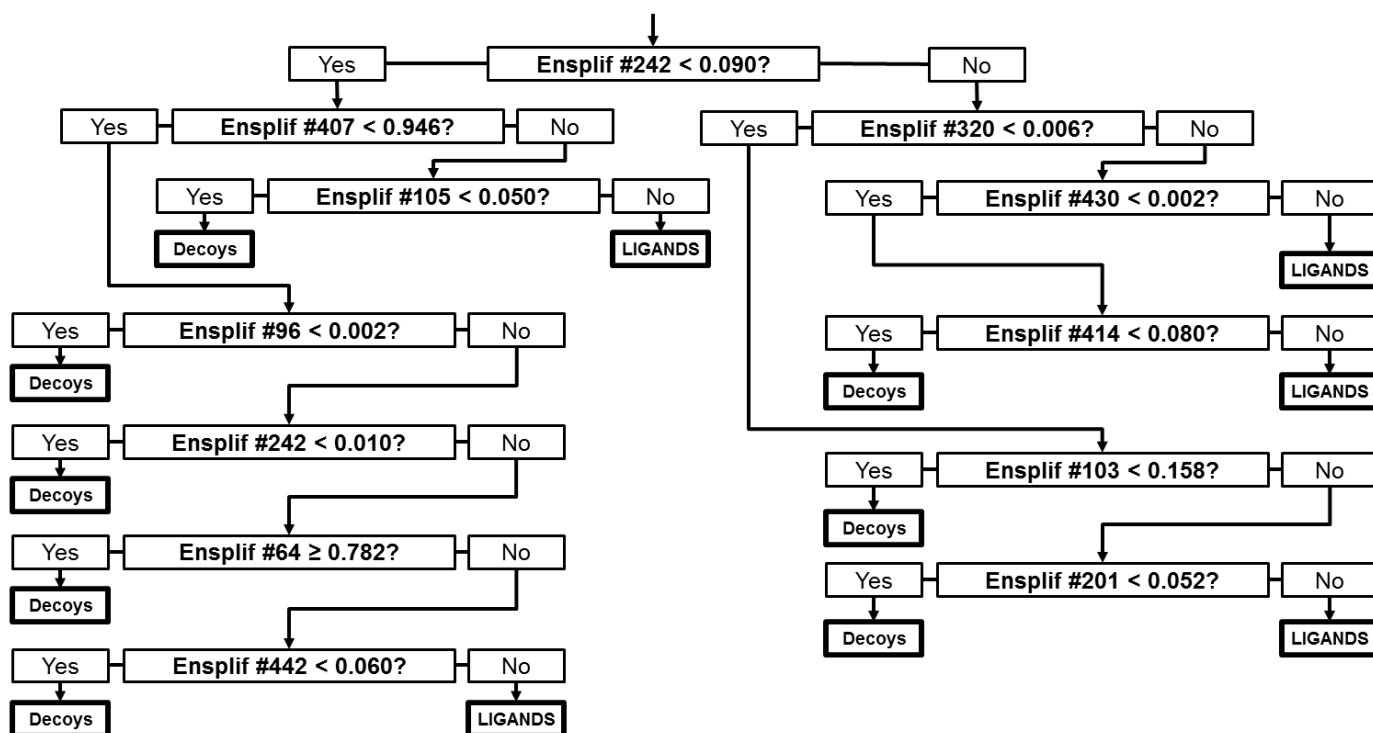 Yes Ensplif #242 < 0.090? No
Yes Ensplif #407 < 0.946? No
Yes Ensplif #320 < 0.006? No
Yes Ensplif #105 < 0.050? No
Yes Ensplif #430 < 0.002? No
Decoys LIGANDS
LIGANDS
Yes Ensplif #96 < 0.002? No
Yes Ensplif #414 < 0.080? No
Decoys
Decoys LIGANDS
Yes Ensplif #242 < 0.010? No
Yes Ensplif #103 < 0.158? No
Decoys
Decoys
Yes Ensplif #64 ≥ 0.782? No
Yes Ensplif #201 < 0.052? No
Decoys
Decoys LIGANDS
Yes Ensplif #442 < 0.060? No
Decoys LIGANDS